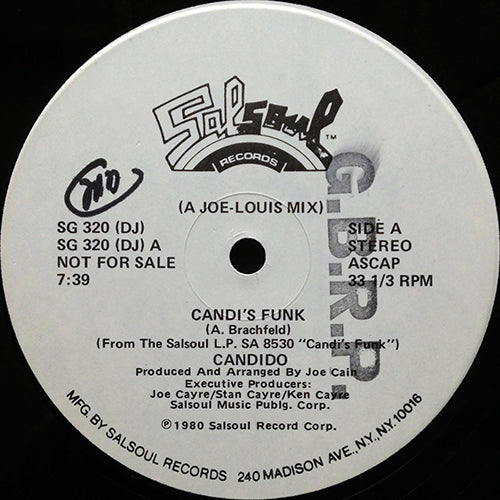 Salsoul
TM
RECORDS
(A JOE-LOUIS MIX)
SG 320 (DJ)
SG 320 (DJ) A
NOT FOR SALE
7:39
SIDE A
STEREO
ASCAP
33 1/3 RPM
G.B.R.P.
CANDI'S FUNK
(A. Brachfeld)
(From The Salsoul L.P. SA 8530 "Candi's Funk")
CANDIDO
Produced And Arranged By Joe Cain
Executive Producers:
Joe Cayre/Stan Cayre/Ken Cayre
Salsoul Music Publg. Corp.
℗ 1980 Salsoul Record Corp.
MFG. BY SALSOUL RECORDS 240 MADISON AVE., NY., NY. 10016